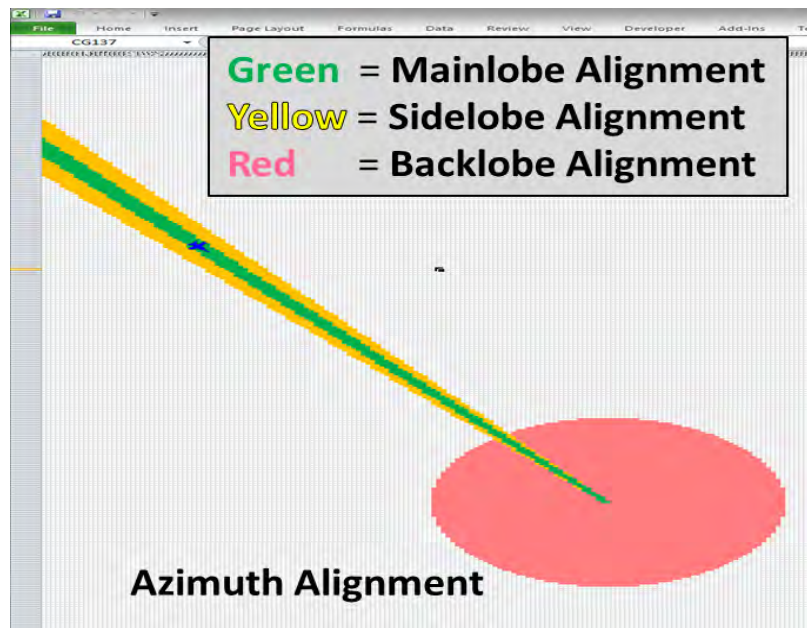 File Home Insert Page Layout Formulas Data Review View Developer Add-Ins
CG137
Green = Mainlobe Alignment
Yellow = Sidelobe Alignment
Red = Backlobe Alignment
Azimuth Alignment